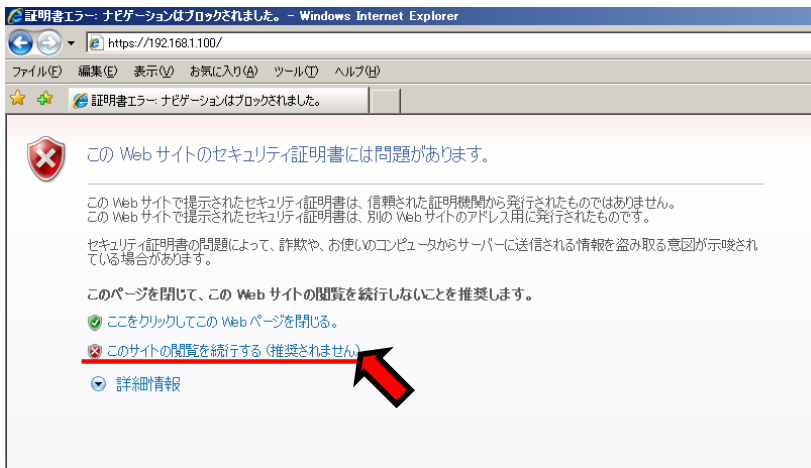 証明書エラー: ナビゲーションはブロックされました。 - Windows Internet Explorer
https://192.168.1.100/
ファイル(F) 編集(E) 表示(V) お気に入り(A) ツール(T) ヘルプ(H)
証明書エラー: ナビゲーションはブロックされました。
この Web サイトのセキュリティ証明書には問題があります。
この Web サイトで提示されたセキュリティ証明書は、信頼された証明機関から発行されたものではありません。
この Web サイトで提示されたセキュリティ証明書は、別の Web サイトのアドレス用に発行されたものです。
セキュリティ証明書の問題によって、詐欺や、お使いのコンピュータからサーバーに送信される情報を盗み取る意図が示唆され
ている場合があります。
このページを閉じて、この Web サイトの閲覧を続行しないことを推奨します。
ここをクリックしてこの Web ページを閉じる。
このサイトの閲覧を続行する (推奨されません)。
詳細情報